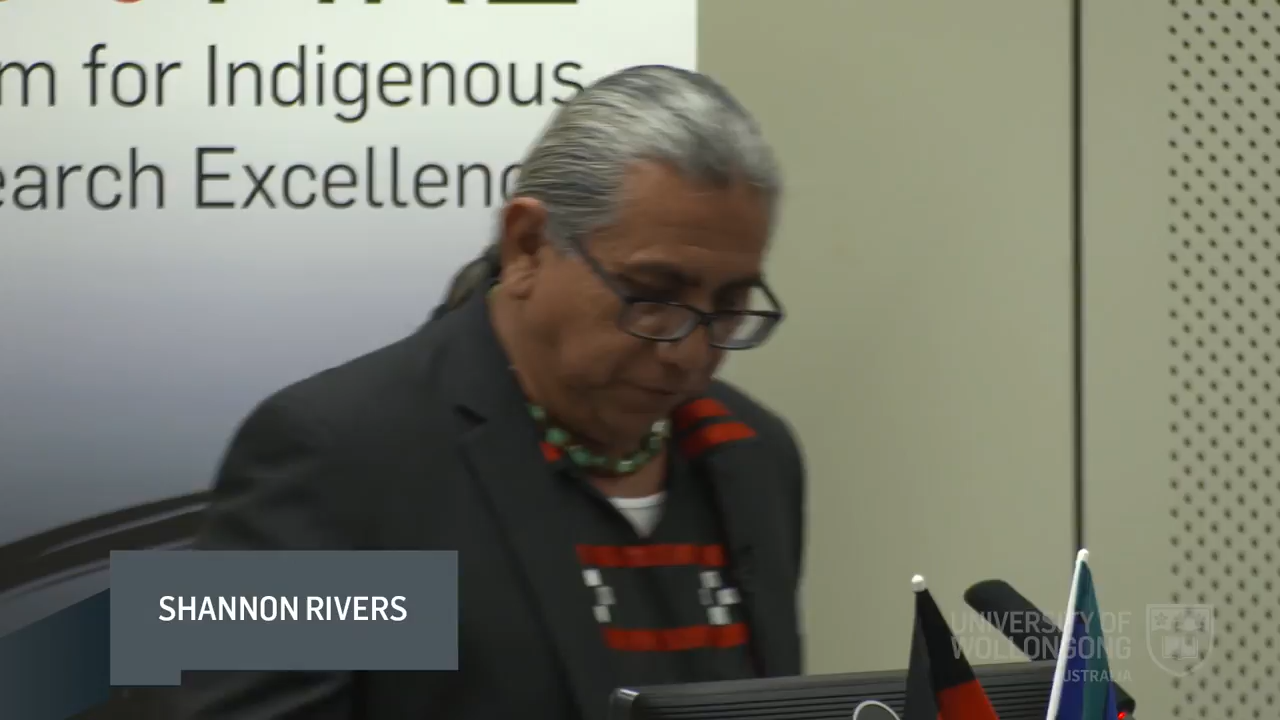 m for Indigenous
earch Excellenc
SHANNON RIVERS
UNIVERSITY OF
WOLLONGONG
AUSTRALIA